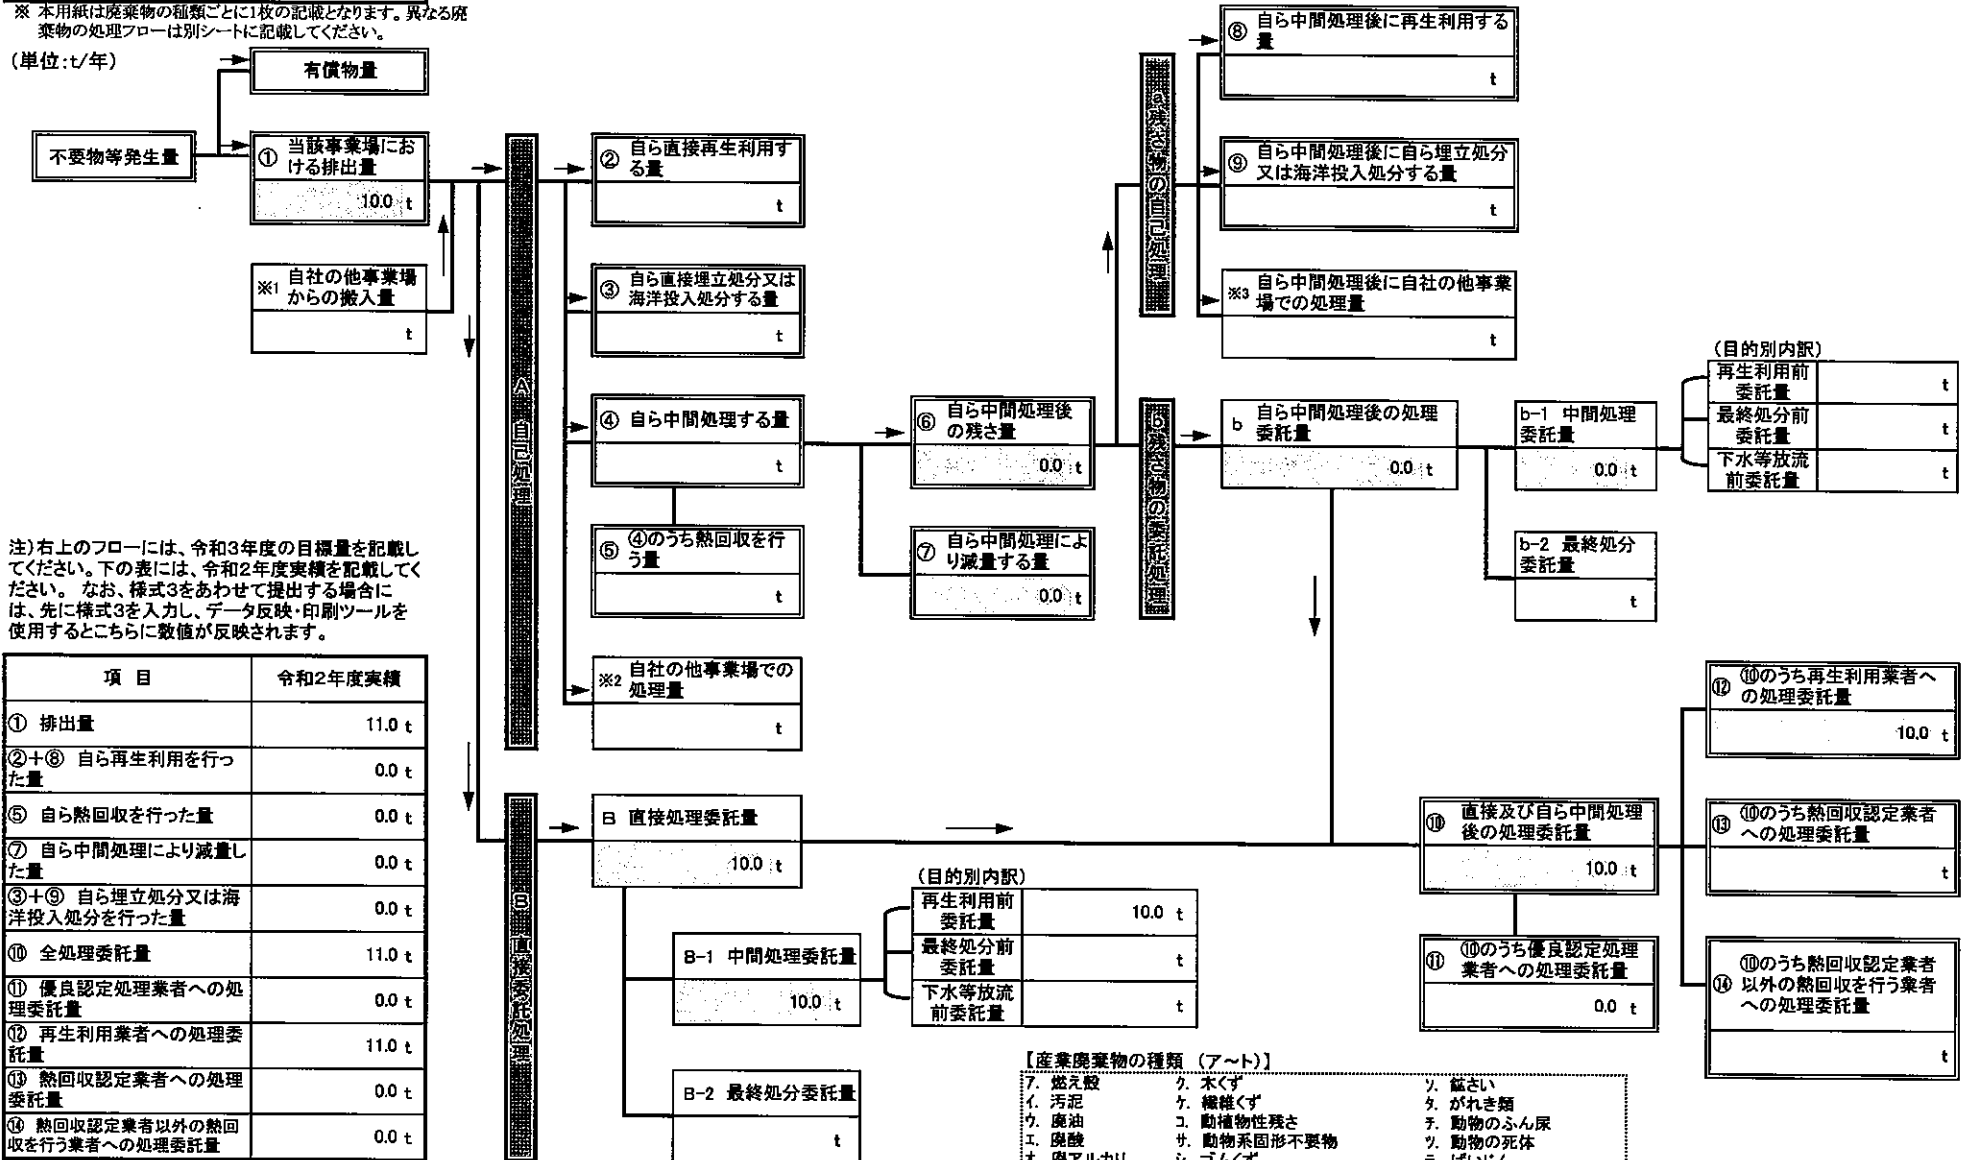 ※ 本用紙は廃棄物の種類ごとに1枚の記載となります。異なる廃
棄物の処理フローは別シートに記載してください。
(単位:t/年)
有償物量
不要物等発生量
① 当該事業場にお
ける排出量
10.0 t
※1 自社の他事業場
からの搬入量
t
A 自己処理
② 自ら直接再生利用す
る量
t
③ 自ら直接埋立処分又は
海洋投入処分する量
t
④ 自ら中間処理する量
t
⑤ ④のうち熱回収を行
う量
t
※2 自社の他事業場での
処理量
t
⑥ 自ら中間処理後
の残さ量
0.0 t
⑦ 自ら中間処理によ
り減量する量
0.0 t
a残さ物の自己処理
⑧ 自ら中間処理後に再生利用する
量
t
⑨ 自ら中間処理後に自ら埋立処分
又は海洋投入処分する量
t
※3 自ら中間処理後に自社の他事業
場での処理量
t
b残さ物の委託処理
b 自ら中間処理後の処理
委託量
0.0 t
b-1 中間処理
委託量
0.0 t
(目的別内訳)
再生利用前
委託量
t
最終処分前
委託量
t
下水等放流
前委託量
t
b-2 最終処分
委託量
t
注)右上のフローには、令和3年度の目標量を記載し
てください。下の表には、令和2年度実績を記載してく
ださい。 なお、様式3をあわせて提出する場合に
は、先に様式3を入力し、データ反映・印刷ツールを
使用するとこちらに数値が反映されます。
項 目 令和2年度実績
① 排出量 11.0 t
②+⑧ 自ら再生利用を行っ
た量 0.0 t
⑤ 自ら熱回収を行った量 0.0 t
⑦ 自ら中間処理により減量し
た量 0.0 t
③+⑨ 自ら埋立処分又は海
洋投入処分を行った量 0.0 t
⑩ 全処理委託量 11.0 t
⑪ 優良認定処理業者への処
理委託量 0.0 t
⑫ 再生利用業者への処理委
託量 11.0 t
⑬ 熱回収認定業者への処理
委託量 0.0 t
⑭ 熱回収認定業者以外の熱回
収を行う業者への処理委託量 0.0 t
B 直接委託処理
B 直接処理委託量
10.0 t
B-1 中間処理委託量
10.0 t
(目的別内訳)
再生利用前
委託量
10.0 t
最終処分前
委託量
t
下水等放流
前委託量
t
B-2 最終処分委託量
t
⑩ 直接及び自ら中間処理
後の処理委託量
10.0 t
⑪ ⑩のうち優良認定処理
業者への処理委託量
0.0 t
⑫ ⑩のうち再生利用業者へ
の処理委託量
10.0 t
⑬ ⑩のうち熱回収認定業者
への処理委託量
t
⑭ ⑩のうち熱回収認定業者
以外の熱回収を行う業者
への処理委託量
t
【産業廃棄物の種類 (ア~ト)】
ア. 燃え殻 ク. 木くず ソ. 鉱さい
イ. 汚泥 ケ. 繊維くず タ. がれき類
ウ. 廃油 コ. 動植物性残さ チ. 動物のふん尿
エ. 廃酸 サ. 動物系固形不要物 ツ. 動物の死体
オ. 廃アルカリ シ. ゴムくず テ. ばいじん